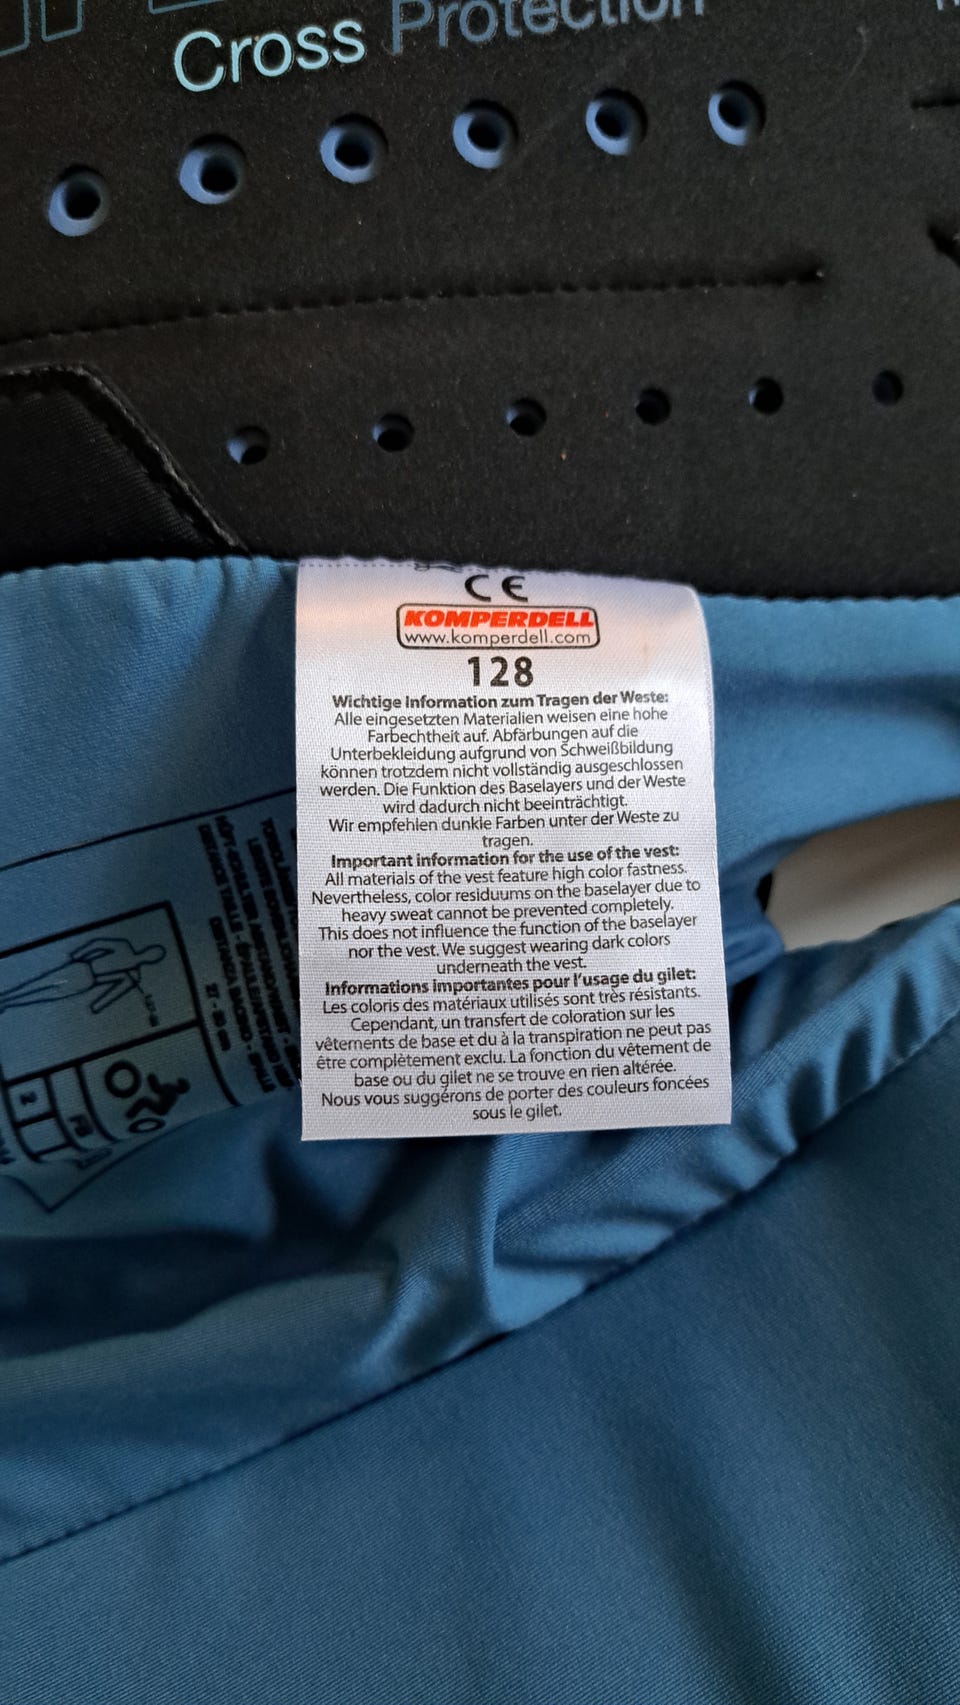 Cross Protection
CE
KOMPERDELL
www.komperdell.com
128
Wichtige Information zum Tragen der Weste:
Alle eingesetzten Materialien weisen eine hohe
Farbechtheit auf. Abfärbungen auf die
Unterbekleidung aufgrund von Schweißbildung
können trotzdem nicht vollständig ausgeschlossen
werden. Die Funktion des Baselayers und der Weste
wird dadurch nicht beeinträchtigt.
Wir empfehlen dunkle Farben unter der Weste zu
tragen.
Important information for the use of the vest:
All materials of the vest feature high color fastness.
Nevertheless, color residuums on the baselayer due to
heavy sweat cannot be prevented completely.
This does not influence the function of the baselayer
nor the vest. We suggest wearing dark colors
underneath the vest.
Informations importantes pour l'usage du gilet:
Les coloris des matériaux utilisés sont très résistants.
Cependant, un transfert de coloration sur les
vêtements de base et du à la transpiration ne peut pas
être complètement exclu. La fonction du vêtement de
base ou du gilet ne se trouve en rien altérée.
Nous vous suggérons de porter des couleurs foncées
sous le gilet.